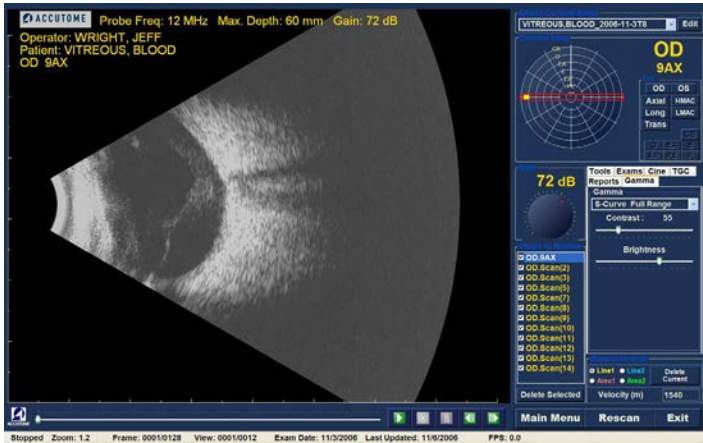 ACCUTOME Probe Freq: 12 MHz Max. Depth: 60 mm Gain: 72 dB
Operator: WRIGHT, JEFF
Patient: VITREOUS, BLOOD
OD 9AX
VITREOUS,BLOOD_2006-11-3T8 Edit
OD
9AX
OD OS
Axial HMAC
Long LMAC
Trans
72 dB
Tools Exams Cine TGC
Reports Gamma
Gamma
S-Curve Full Range
Contrast : 55
Brightness
OD.9AX
OD.Scan(2)
OD.Scan(3)
OD.Scan(5)
OD.Scan(7)
OD.Scan(8)
OD.Scan(9)
OD.Scan(10)
OD.Scan(11)
OD.Scan(12)
OD.Scan(13)
OD.Scan(14)
Line1 Line2
Area1 Area2
Delete
Current
Delete Selected Velocity (m) 1540
ACCUTOME
Main Menu Rescan Exit
Stopped Zoom: 1.2 Frame: 0001/0128 View: 0001/0012 Exam Date: 11/3/2006 Last Updated: 11/6/2006 FPS: 0.0